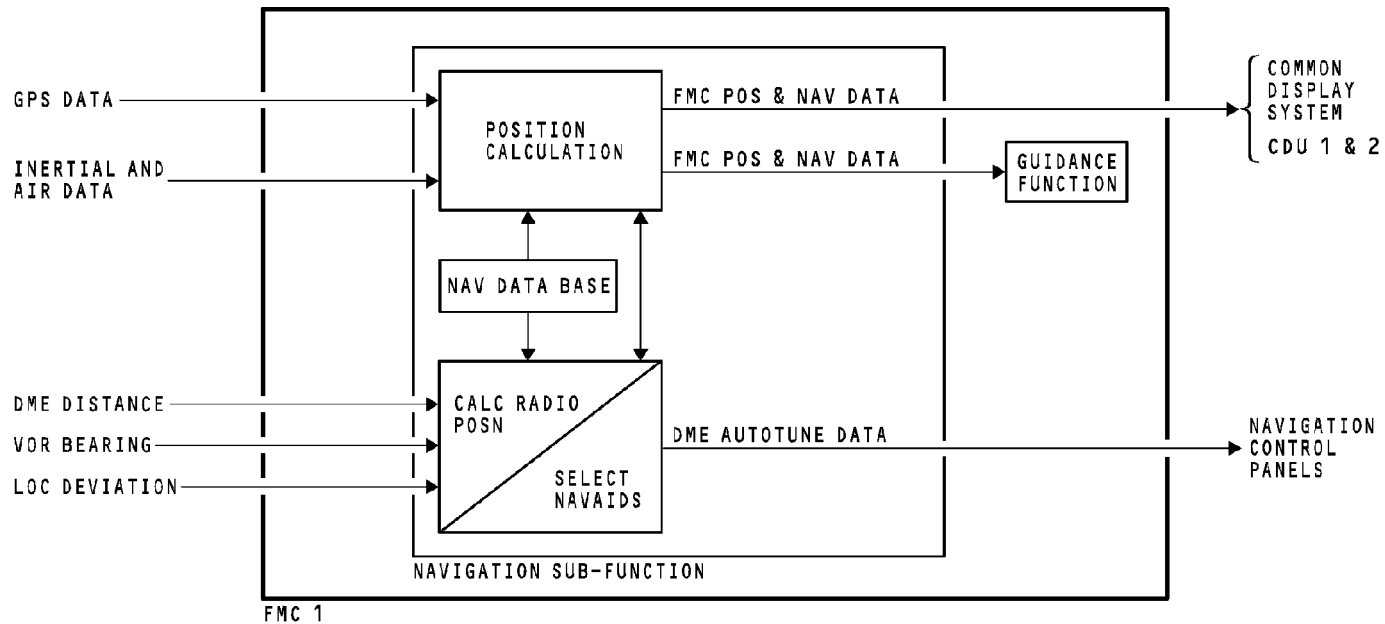 GPS DATA
INERTIAL AND
AIR DATA
POSITION
CALCULATION
FMC POS & NAV DATA
FMC POS & NAV DATA
COMMON
DISPLAY
SYSTEM
CDU 1 & 2
GUIDANCE
FUNCTION
NAV DATA BASE
DME DISTANCE
VOR BEARING
LOC DEVIATION
CALC RADIO
POSN
SELECT
NAVAIDS
DME AUTOTUNE DATA
NAVIGATION
CONTROL
PANELS
NAVIGATION SUB-FUNCTION
FMC 1